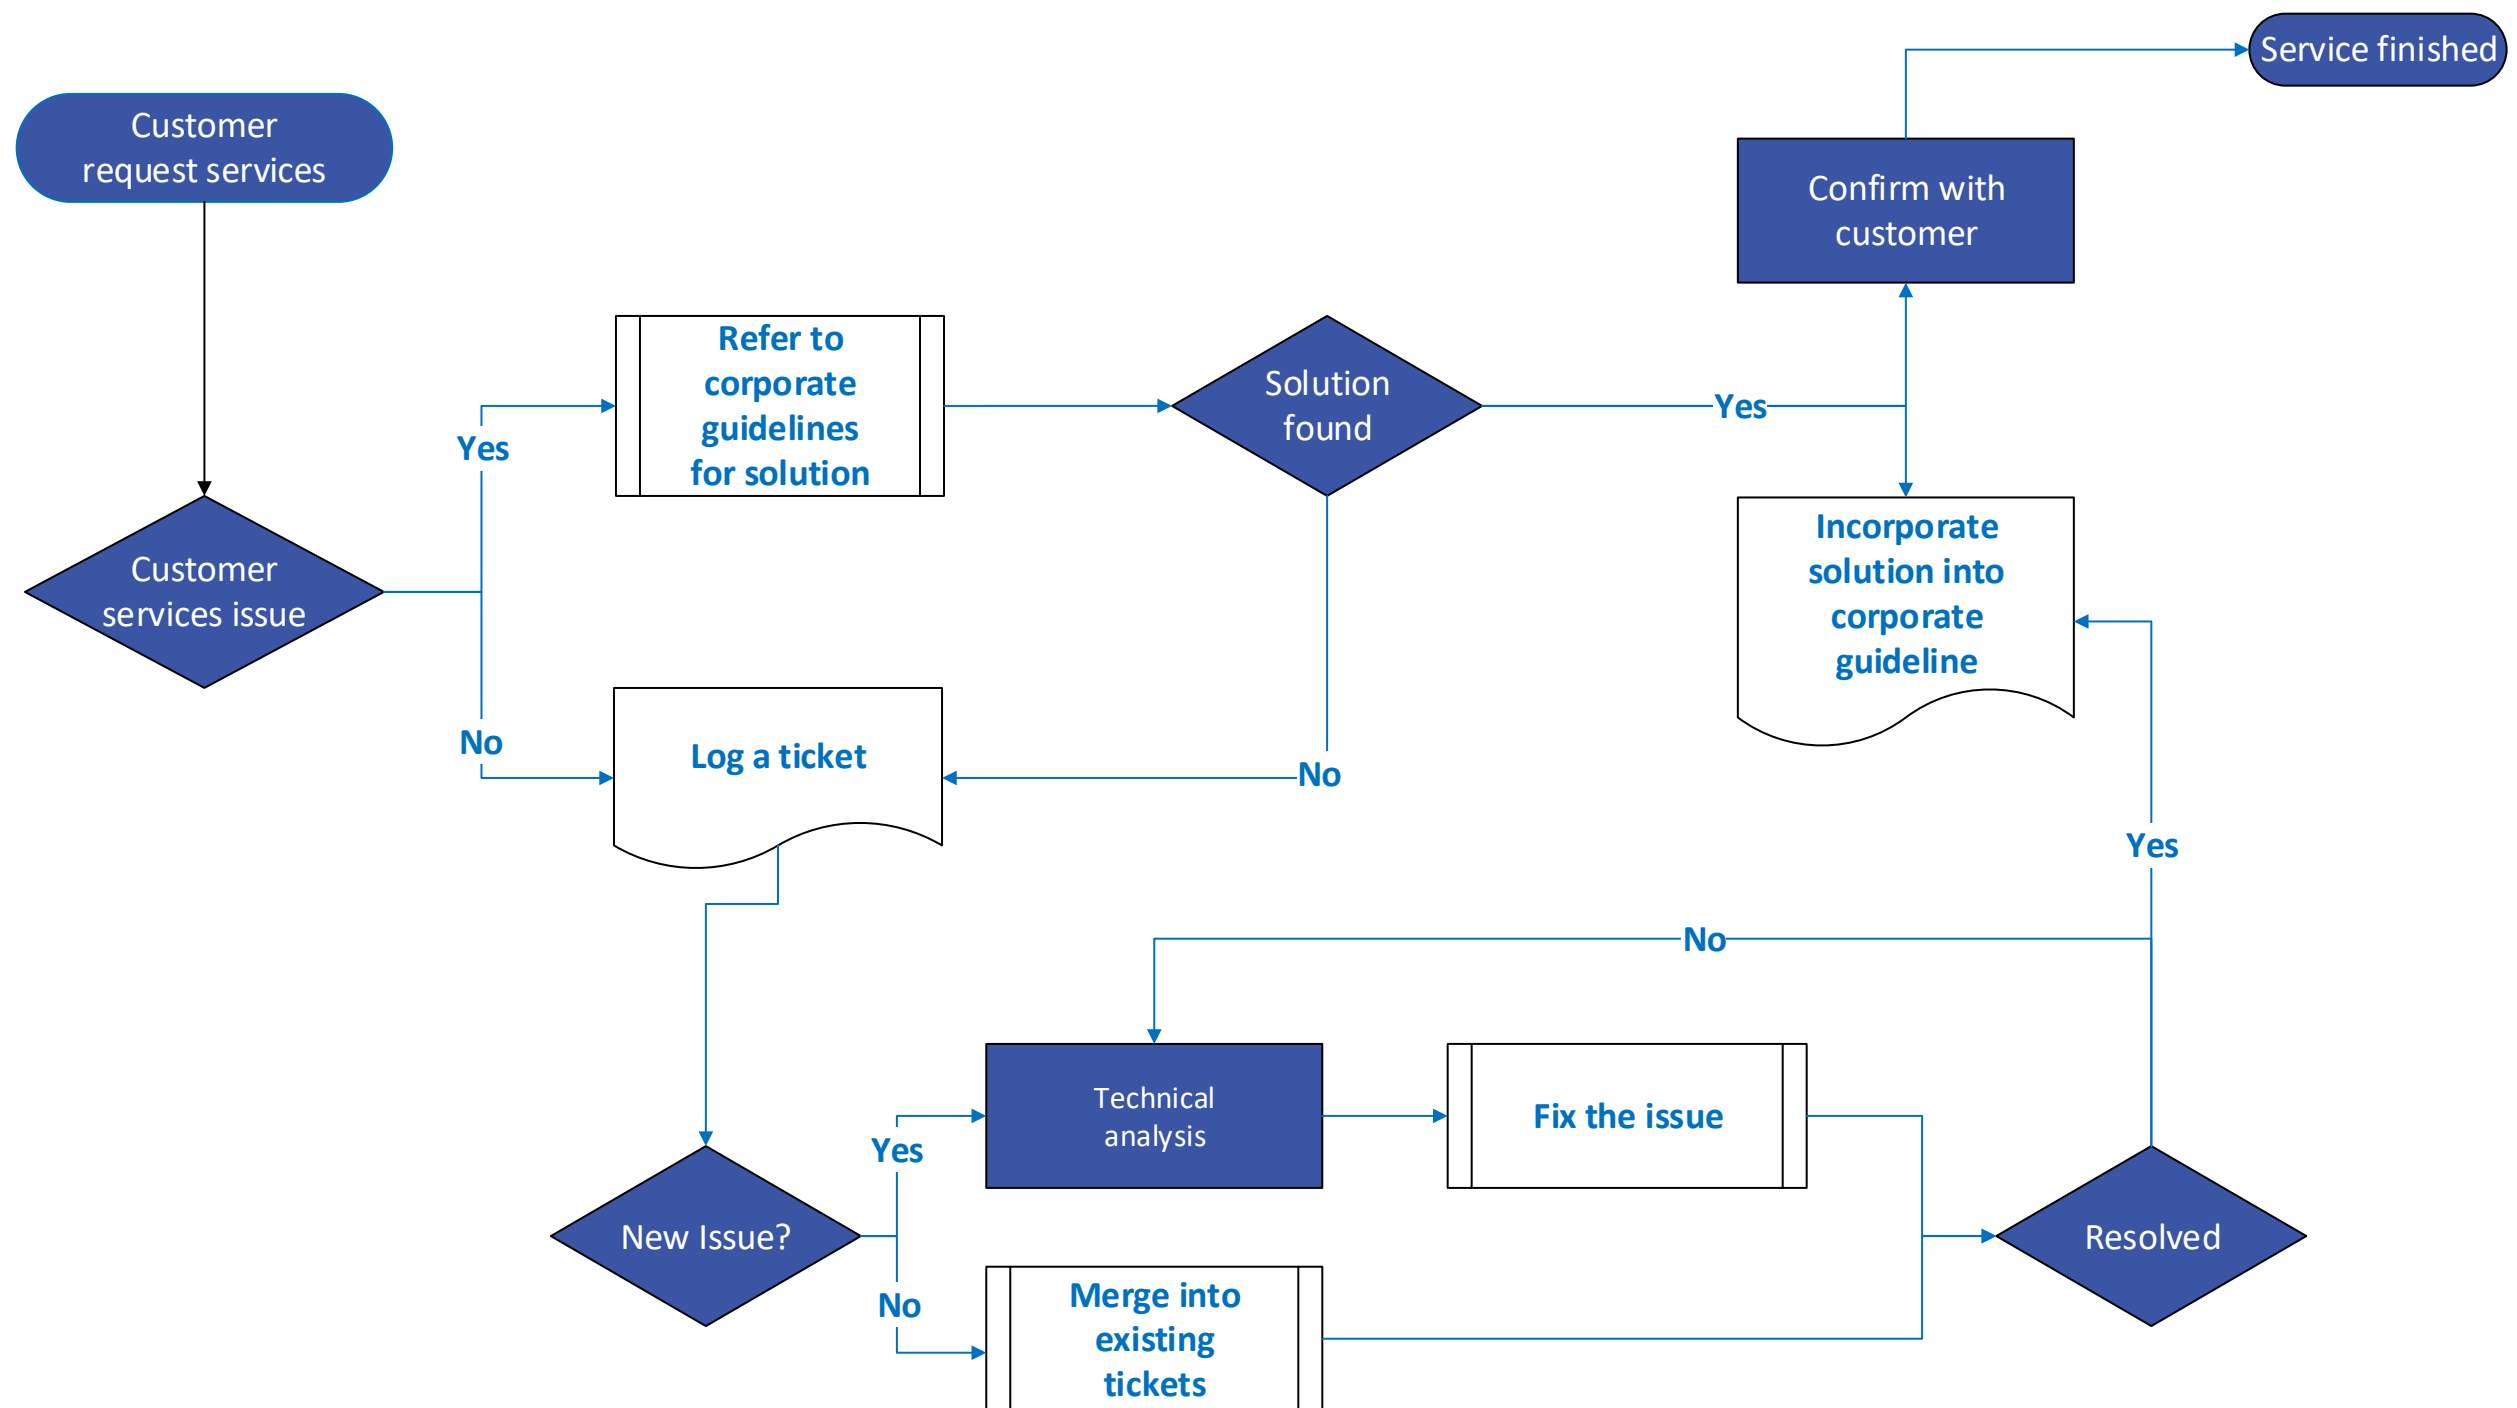 Service finished
Customer
request services
Confirm with
customer
Refer to
corporate
guidelines
for solution
Solution
found
Yes
Yes
Incorporate
solution into
corporate
guideline
Customer
services issue
No
Log a ticket
No
Yes
No
Technical
analysis
Fix the issue
Yes
New Issue?
Resolved
No
Merge into
existing
tickets